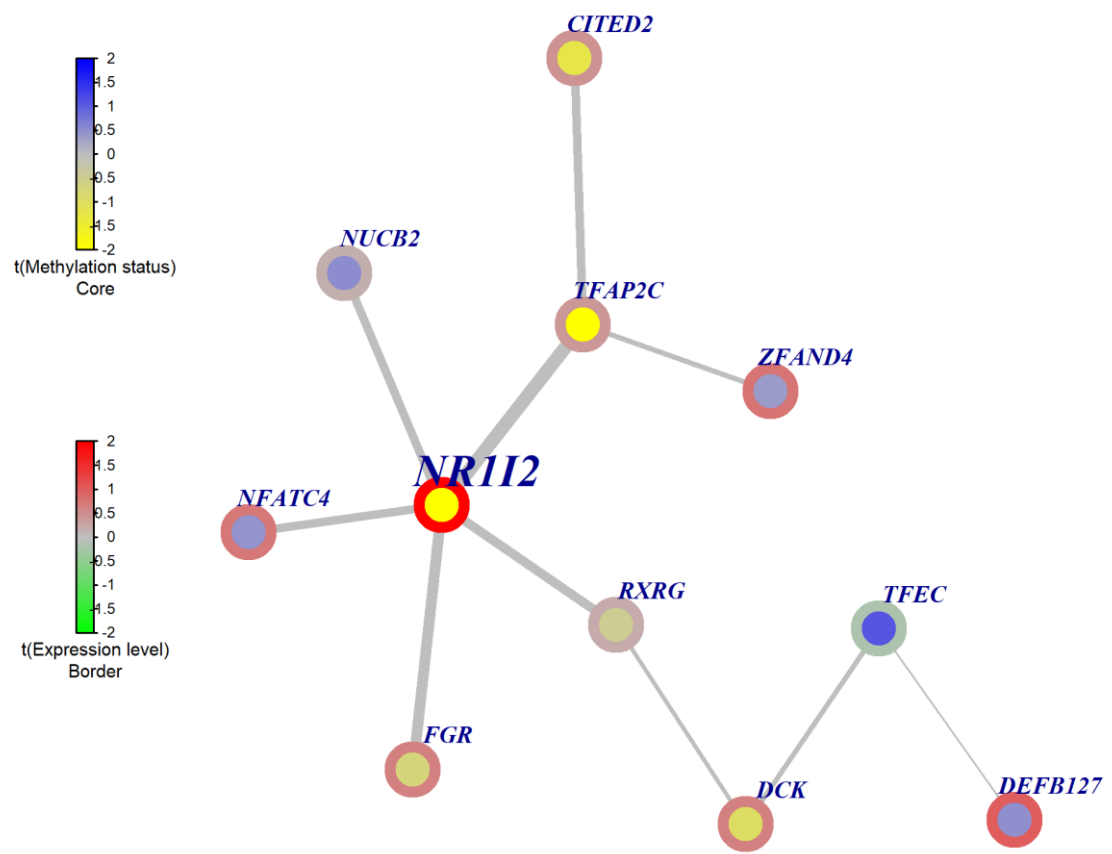 CITED2
2
1.5
1
0.5
0
-0.5
-1
1.5
-2
t(Methylation status)
Core
NUCB2
TFAP2C
ZFAND4
2
1.5
1
0.5
0
0.5
-1
-1.5
-2
t(Expression level)
Border
NR1I2
NFATC4
RXRG
TFEC
FGR
DCK
DEFB127